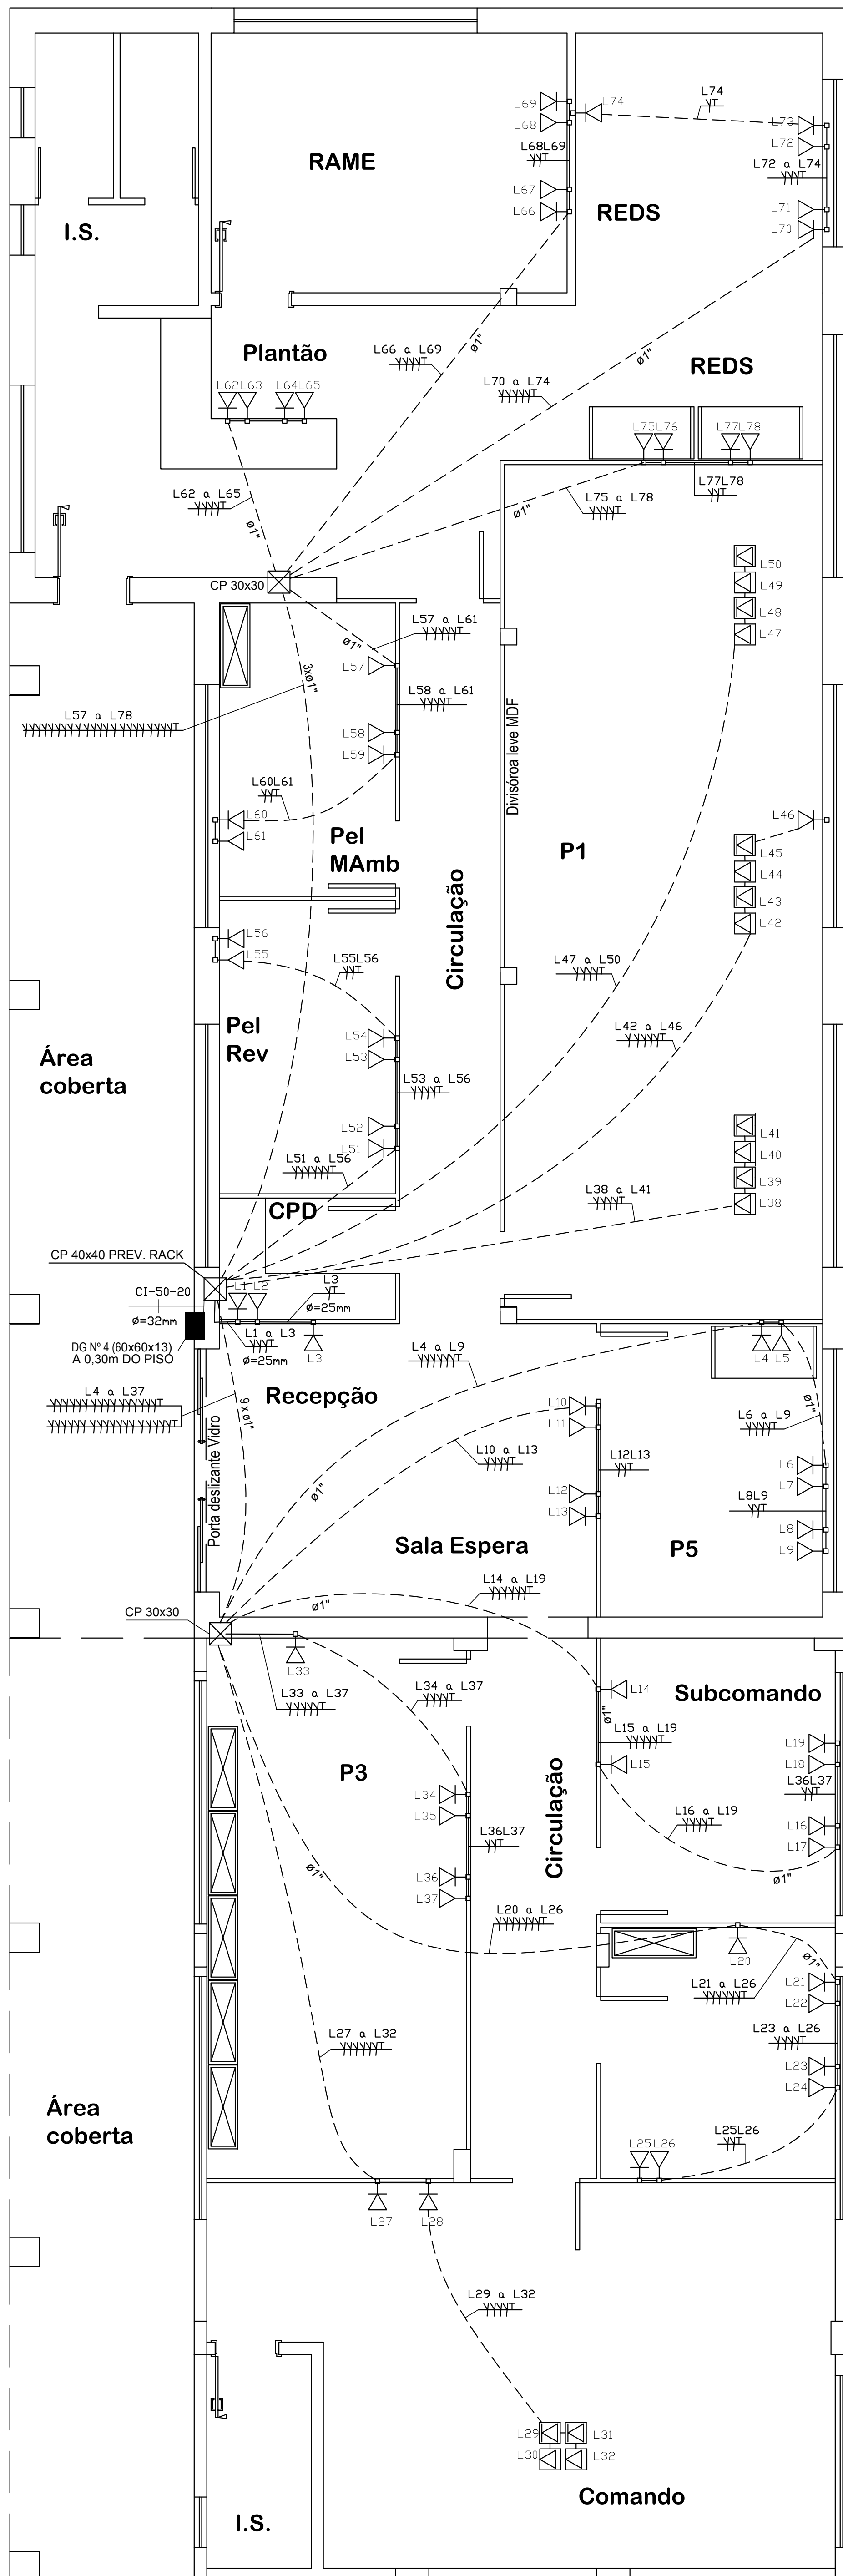 L69
L68
L68L69
L67
L66
L74
L74
L73
L72
L72 a L74
L71
L70
RAME
REDS
I.S.
Plantão
L66 a L69
ø1"
ø1"
REDS
L62L63
L64L65
L70 a L74
L75L76
L77L78
L62 a L65
ø1"
L75 a L78
ø1"
L77L78
CP 30x30
L50
L49
L48
L47
L57 a L61
ø1"
L57
3xø1"
L58 a L61
L57 a L78
L58
L59
Divisóroa leve MDF
L60L61
L60
L61
Pel
MAmb
P1
L46
L45
L44
L43
L42
Circulação
L56
L55
L55L56
L47 a L50
Pel
Rev
L54
L53
L42 a L46
Área
coberta
L53 a L56
L52
L51
L41
L40
L39
L38
L51 a L56
L38 a L41
CPD
CP 40x40 PREV. RACK
CI-50-20
ø=32mm
L1 L2
L3
ø=25mm
DG Nº 4 (60x60x13)
A 0,30m DO PISO
L1 a L3
ø=25mm
L3
L4 a L9
L4 L5
L4 a L37
9xø1"
Recepção
ø1"
L6 a L9
L10
L11
L10 a L13
L12L13
L6
L7
Porta deslizante Vidro
ø1"
L12
L13
L8L9
L8
L9
Sala Espera
P5
L14 a L19
ø1"
CP 30x30
L33
L33 a L37
L34 a L37
L14
Subcomando
ø1"
L15 a L19
L19
L18
L15
P3
L36L37
L34
L35
Circulação
L16 a L19
L16
L17
L36L37
L36
L37
ø1"
ø1"
L20 a L26
L20
ø1"
L21 a L26
L21
L22
L27 a L32
L23 a L26
L23
L24
Área
coberta
L25L26
L25L26
L27
L28
L29 a L32
L29
L31
L30
L32
Comando
I.S.